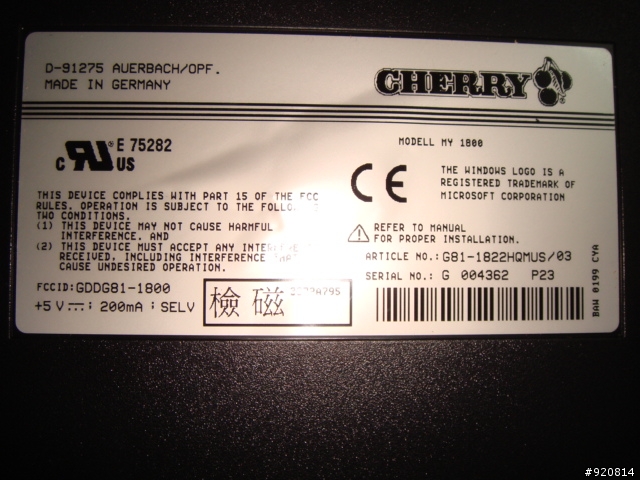 D-91275 AUERBACH/OPF.
MADE IN GERMANY
CHERRY
®
c RU ® US E 75282
MODELL MY 1800
CE
THE WINDOWS LOGO IS A
REGISTERED TRADEMARK OF
MICROSOFT CORPORATION
THIS DEVICE COMPLIES WITH PART 15 OF THE FCC
RULES. OPERATION IS SUBJECT TO THE
TWO CONDITIONS.
(1) THIS DEVICE MAY NOT CAUSE HARMFUL
INTERFERENCE, AND
(2) THIS DEVICE MUST ACCEPT ANY
RECEIVED, INCLUDING INTERFERENCE THAT
CAUSE UNDESIRED OPERATION.
! REFER TO MANUAL
FOR PROPER INSTALLATION.
ARTICLE NO.:G81-1822HQMUS/03
SERIAL NO.: G 004362 P23
FCCID:GDDG81-1800
+5 V⎓: 200mA ; SELV
檢 磁
BAW 0199 CYA
#920814